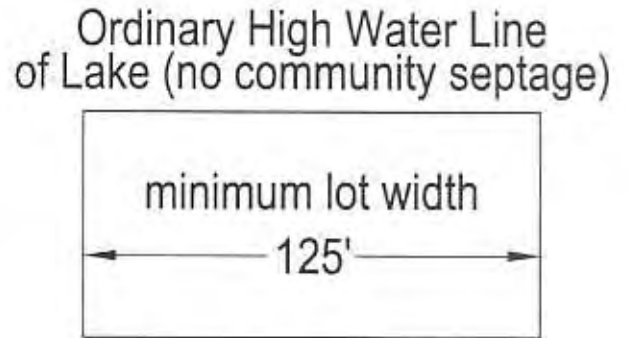 Ordinary High Water Line
of Lake (no community septage)
minimum lot width
125'